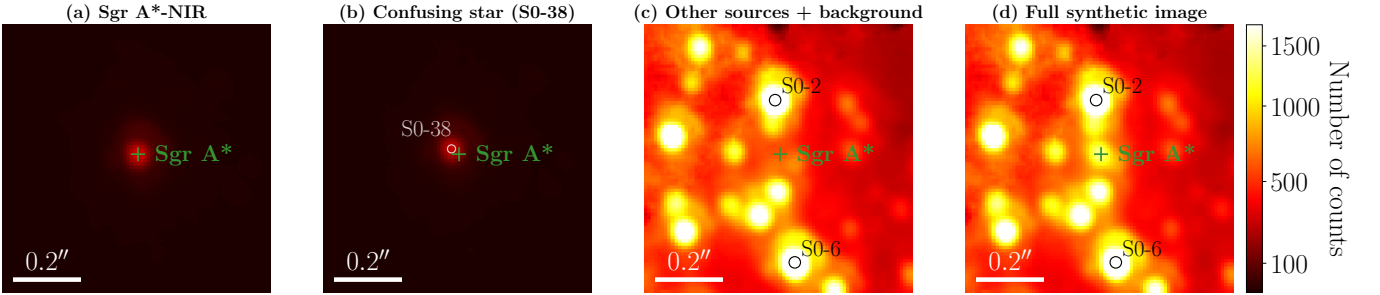 (a) Sgr A*-NIR
(b) Confusing star (S0-38)
(c) Other sources + background
(d) Full synthetic image
+ Sgr A*
0.2″
S0-38
+ Sgr A*
0.2″
S0-2
+ Sgr A*
S0-6
0.2″
S0-2
+ Sgr A*
S0-6
0.2″
1500
1000
500
100
Number of counts